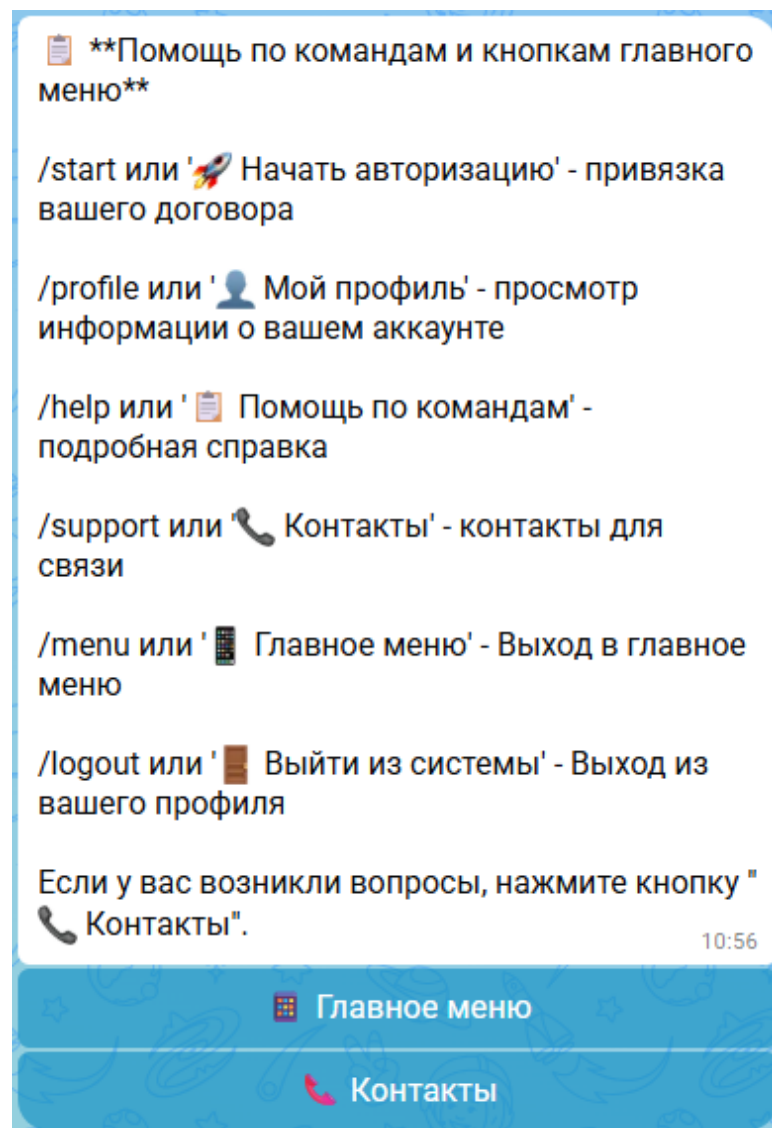 📋 **Помощь по командам и кнопкам главного
меню**
/start или '🚀 Начать авторизацию' - привязка
вашего договора
/profile или '👤 Мой профиль' - просмотр
информации о вашем аккаунте
/help или '📋 Помощь по командам' -
подробная справка
/support или '📞 Контакты' - контакты для
связи
/menu или '📱 Главное меню' - Выход в главное
меню
/logout или '🚪 Выйти из системы' - Выход из
вашего профиля
Если у вас возникли вопросы, нажмите кнопку "
📞 Контакты".
10:56
Главное меню
📞 Контакты